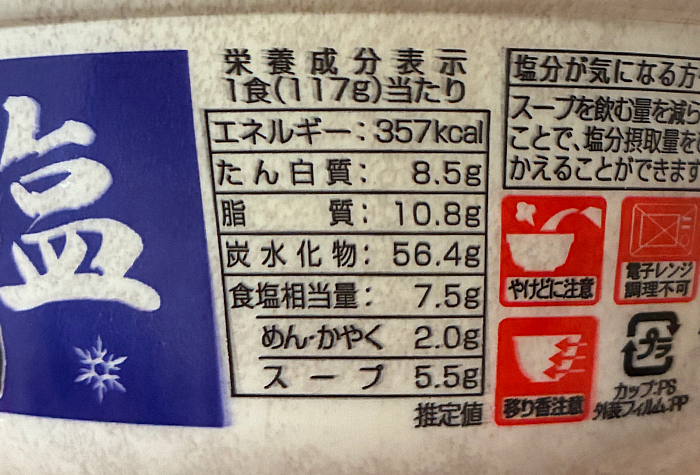 塩
栄養成分表示
1食(117g)当たり
エネルギー:357kcal
たん白質: 8.5g
脂質: 10.8g
炭水化物: 56.4g
食塩相当量: 7.5g
めん・かやく 2.0g
スープ 5.5g
推定値
塩分が気になる方
スープを飲む量を減ら
ことで、塩分摂取量を
かえることができます
やけどに注意
電子レンジ
調理不可
移り香注意
プラ
カップ:PS
外装フィルム:PP